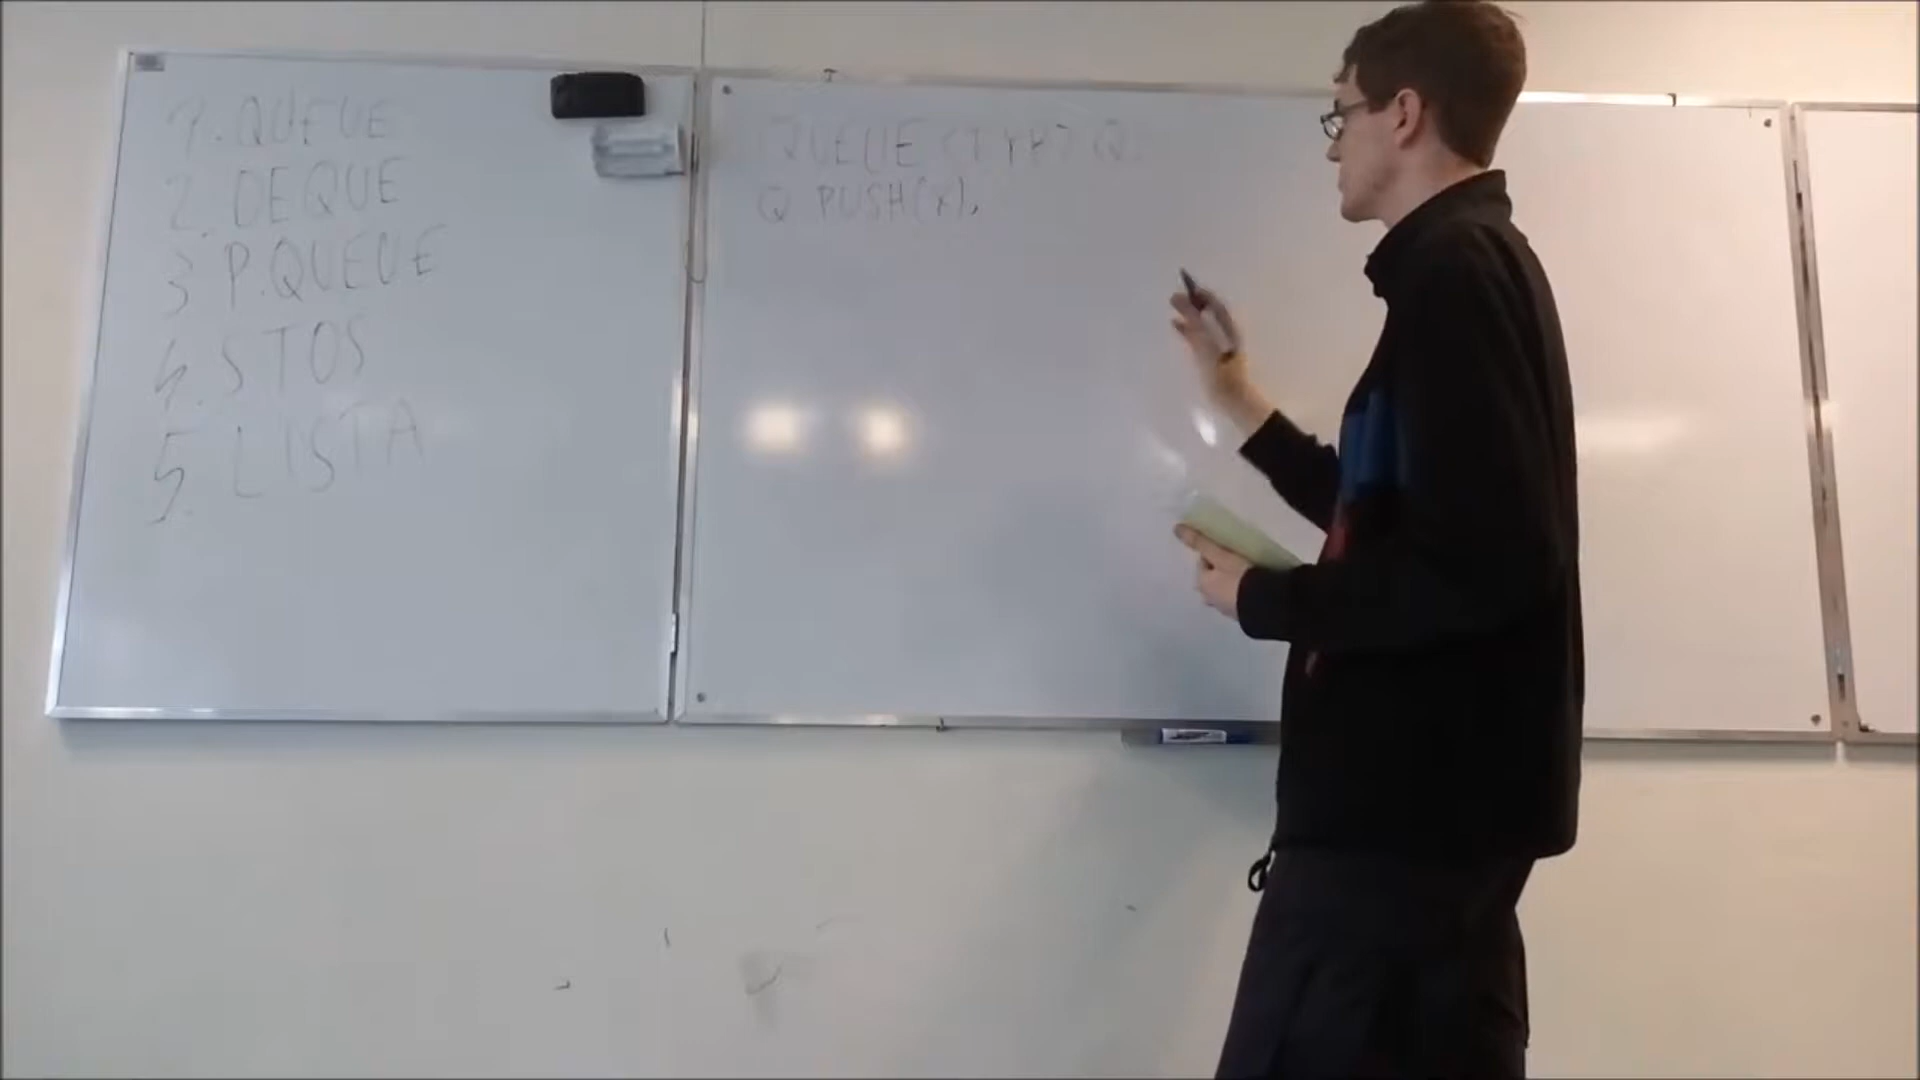 1. QUEUE
2. DEQUE
3 P.QUEUE
4. STOS
5. LISTA
QUEUE <TYP> Q
Q PUSH(X),